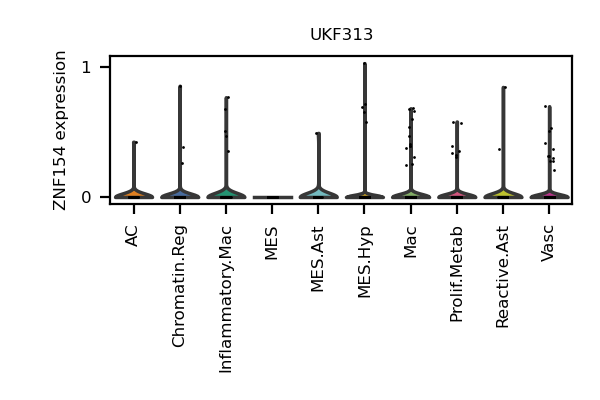 UKF313
ZNF154 expression
1
0
AC
Chromatin.Reg
Inflammatory.Mac
MES
MES.Ast
MES.Hyp
Mac
Prolif.Metab
Reactive.Ast
Vasc